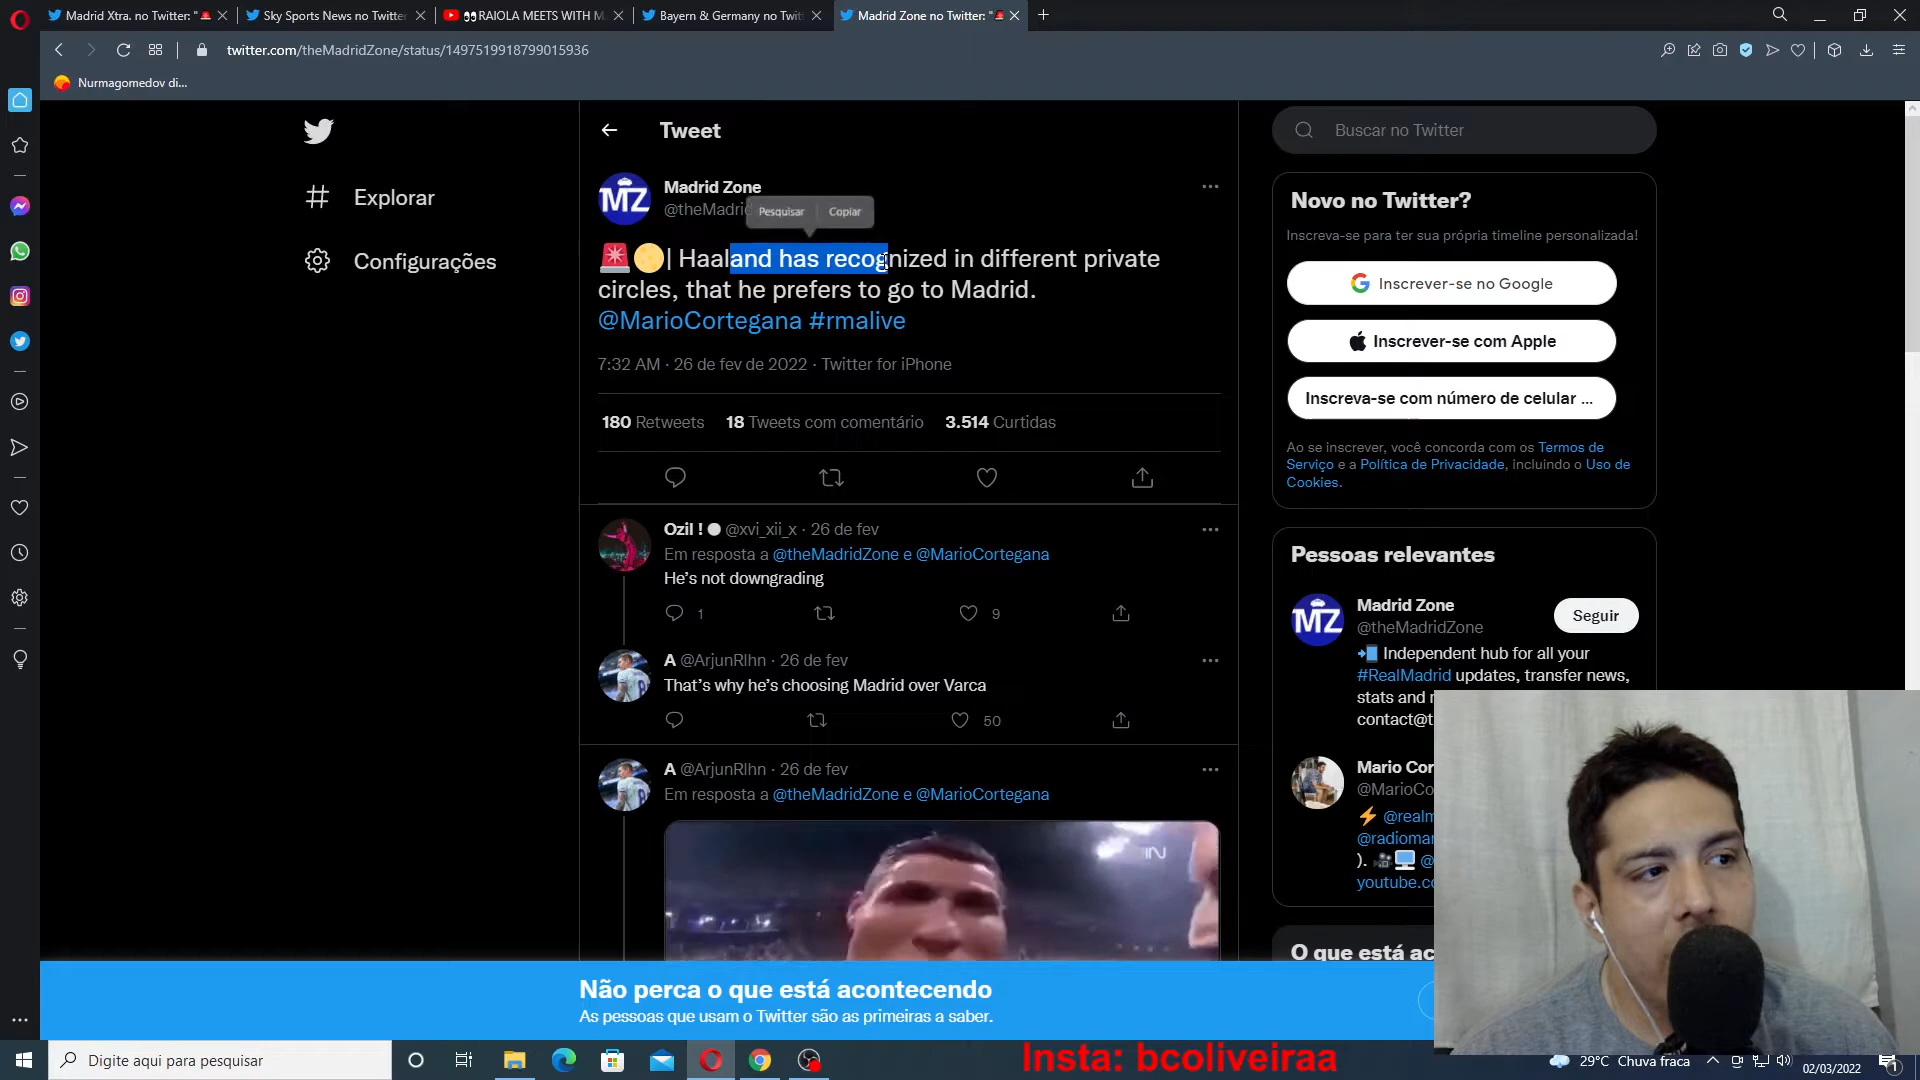 Madrid Xtra. no Twitter: "
Sky Sports News no Twitte
RAIOLA MEETS WITH M
Bayern & Germany no Twit
Madrid Zone no Twitter: "
twitter.com/theMadridZone/status/1497519918799015936
Nurmagomedov di...
Tweet
Buscar no Twitter
Explorar
Configurações
MZ
Madrid Zone
@theMadrid
Pesquisar
Copiar
| Haaland has recognized in different private
circles, that he prefers to go to Madrid.
@MarioCortegana #rmalive
7:32 AM · 26 de fev de 2022 · Twitter for iPhone
180 Retweets 18 Tweets com comentário 3.514 Curtidas
Ozil ! @xvi_xii_x · 26 de fev
Em resposta a @theMadridZone e @MarioCortegana
He's not downgrading
1
9
A @ArjunRlhn · 26 de fev
That's why he's choosing Madrid over Varca
50
A @ArjunRlhn · 26 de fev
Em resposta a @theMadridZone e @MarioCortegana
IN
Novo no Twitter?
Inscreva-se para ter sua própria timeline personalizada!
Inscrever-se no Google
Inscrever-se com Apple
Inscreva-se com número de celular ...
Ao se inscrever, você concorda com os Termos de
Serviço e a Política de Privacidade, incluindo o Uso de
Cookies.
Pessoas relevantes
MZ
Madrid Zone
@theMadridZone
Seguir
Independent hub for all your
#RealMadrid updates, transfer news,
stats and
contact@t
Mario Cor
@MarioCo
@realm
@radiomar
). @
youtube.c
O que está ac
Não perca o que está acontecendo
As pessoas que usam o Twitter são as primeiras a saber.
Digite aqui para pesquisar
Insta: bcoliveiraa
29°C Chuva fraca
02/03/2022
1